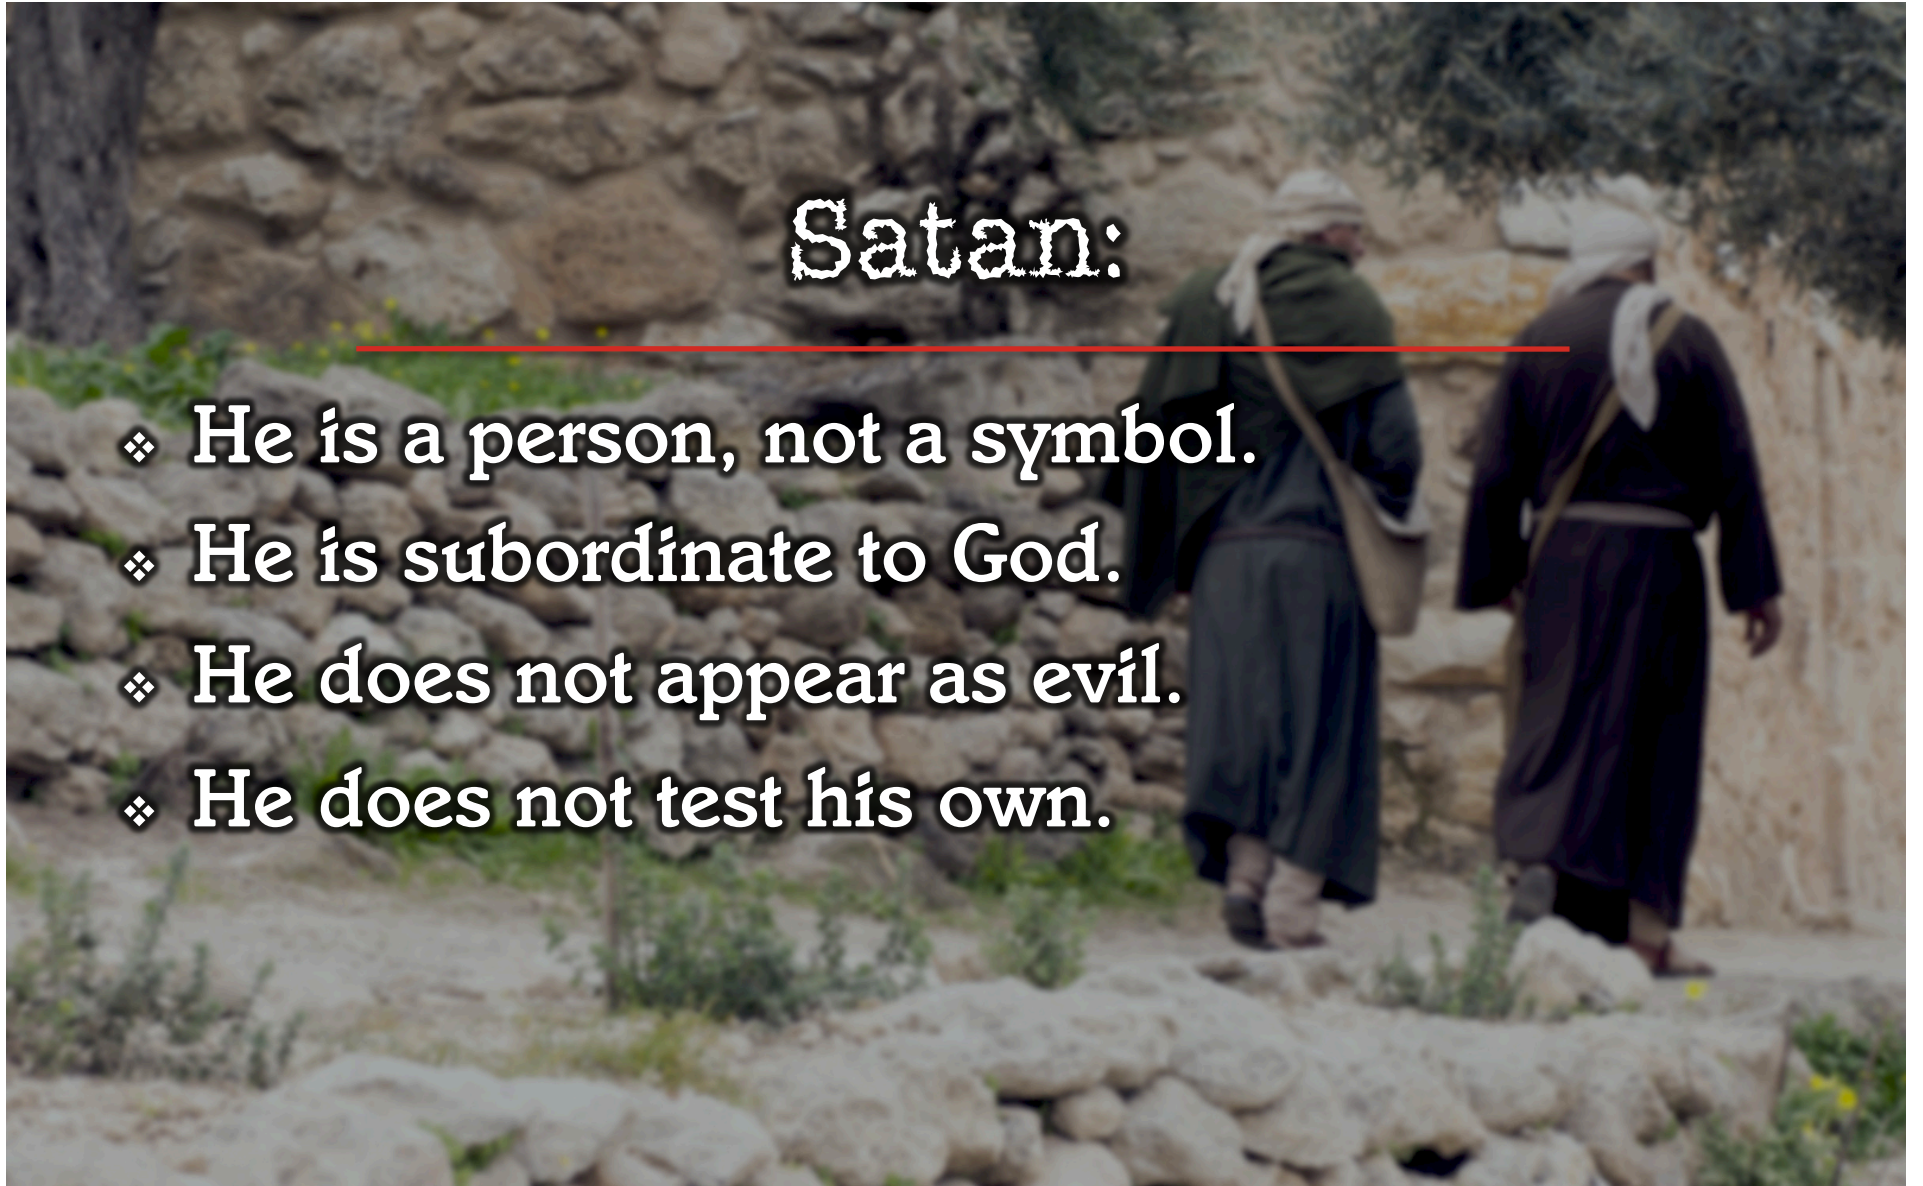 Satan:
❖ He is a person, not a symbol.
❖ He is subordinate to God.
❖ He does not appear as evil.
❖ He does not test his own.